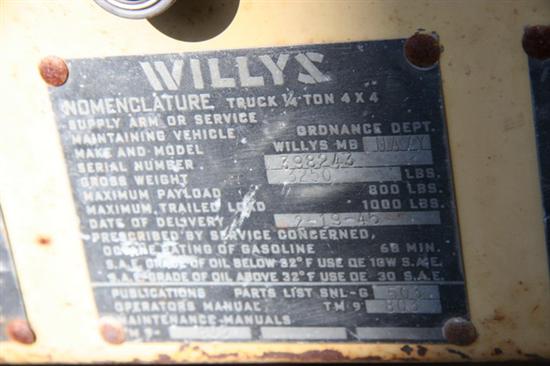 WILLYS
NOMENCLATURE TRUCK 1/4 TON 4 X 4
SUPPLY ARM OR SERVICE
MAINTAINING VEHICLE ORDNANCE DEPT.
MAKE AND MODEL WILLYS MB NAVY
SERIAL NUMBER 398243
GROSS WEIGHT 3250 LBS.
MAXIMUM PAYLOAD 800 LBS.
MAXIMUM TRAILED LOAD 1000 LBS.
DATE OF DELIVERY 2-19-45
PRESCRIBED BY SERVICE CONCERNED,
OCTANE RATING OF GASOLINE 68 MIN.
S.A.E. GRADE OF OIL BELOW 32°F USE OE 10W S.A.E.
S.A.E. GRADE OF OIL ABOVE 32°F USE OE 30 S.A.E.
PUBLICATIONS PARTS LIST SNL-G 503
OPERATORS MANUAL TM 9 803
MAINTENANCE MANUALS